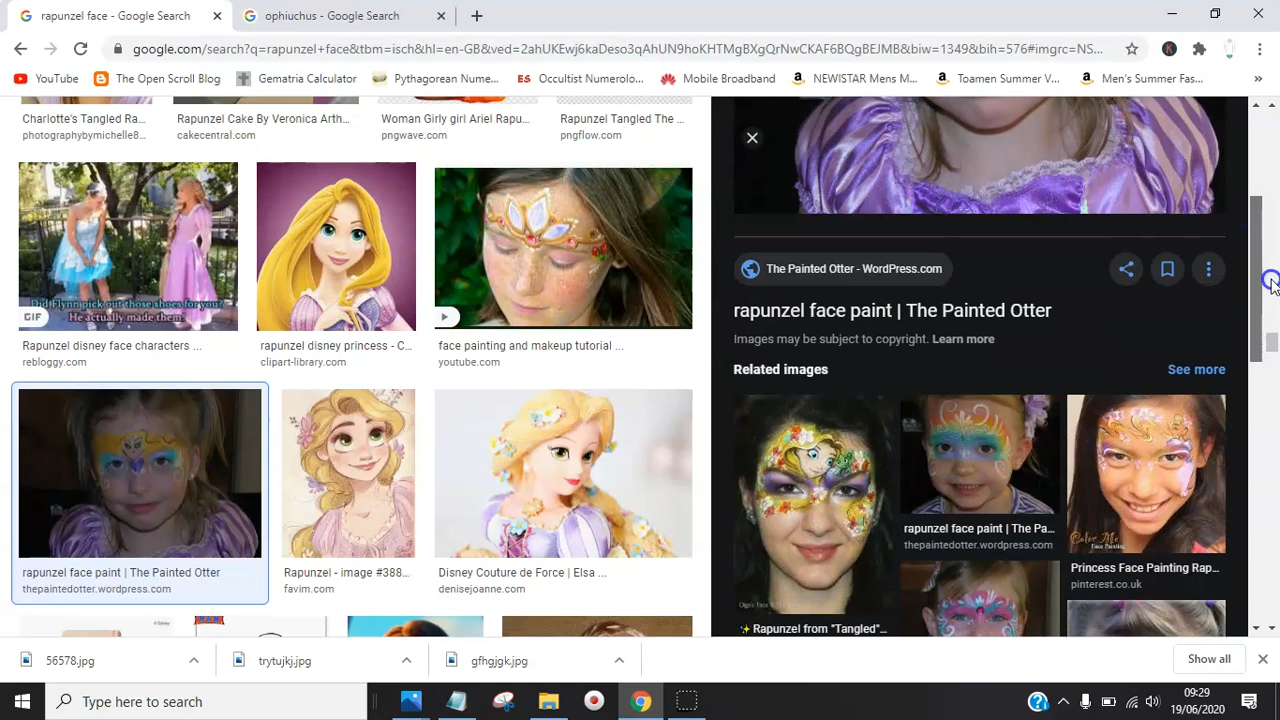 rapunzel face - Google Search
ophiuchus - Google Search
google.com/search?q=rapunzel+face&tbm=isch&hl=en-GB&ved=2ahUKEwj6kaDeso3qAhUN9hoKHTMgBXgQrNwCKAF6BQgBEJMB&biw=1349&bih=576#imgrc=NS...
YouTube
The Open Scroll Blog
Gematria Calculator
Pythagorean Nume...
ES Occultist Numerolo...
Mobile Broadband
NEWISTAR Mens M...
Toamen Summer V...
Men's Summer Fas...
Charlotte's Tangled Ra...
photographybymichelle8...
Rapunzel Cake By Veronica Arth...
cakecentral.com
Woman Girly girl Ariel Rapu...
pngwave.com
Rapunzel Tangled The ...
pngflow.com
Did Flynn pick out those shoes for you?
He actually made them!
GIF
Rapunzel disney face characters ...
rebloggy.com
rapunzel disney princess - C...
clipart-library.com
face painting and makeup tutorial ...
youtube.com
rapunzel face paint | The Painted Otter
thepaintedotter.wordpress.com
Rapunzel - image #388...
favim.com
Disney Couture de Force | Elsa ...
denisejoanne.com
The Painted Otter - WordPress.com
rapunzel face paint | The Painted Otter
Images may be subject to copyright. Learn more
Related images
See more
rapunzel face paint | The Pa...
thepaintedotter.wordpress.com
Color Me
Face Painting
Princess Face Painting Rap...
pinterest.co.uk
✨ Rapunzel from "Tangled"...
56578.jpg
trytujkj.jpg
gfhgjgk.jpg
Show all
Type here to search
09:29
19/06/2020